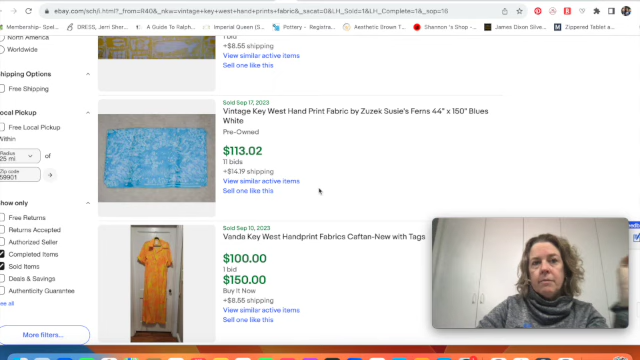 ebay.com/sch/i.html?_from=R40&_nkw=vintage+key+west+hand+prints+fabric&_sacat=0&LH_Sold=1&LH_Complete=1&_sop=16
Membership - Spell...
DRESS, Jerri Sher...
A Guide To Ralph...
Imperial Queen (S...
Pottery - Registra...
Aesthetic Brown T...
Shannon 's Shop -...
James Dixon Silver...
Zippered Tablet a...
North America
Worldwide
Shipping Options
Free Shipping
Local Pickup
Free Local Pickup
Within
Radius
25 mi
of
Zip code
59901
Show only
Free Returns
Returns Accepted
Authorized Seller
Completed Items
Sold Items
Deals & Savings
Authenticity Guarantee
See all
More filters...
1 bid
+$8.55 shipping
View similar active items
Sell one like this
Sold Sep 17, 2023
Vintage Key West Hand Print Fabric by Zuzek Susie's Ferns 44" x 150" Blues
White
Pre-Owned
$113.02
11 bids
+$14.19 shipping
View similar active items
Sell one like this
Sold Sep 10, 2023
Vanda Key West Handprint Fabrics Caftan-New with Tags
$100.00
1 bid
$150.00
Buy It Now
+$8.55 shipping
View similar active items
Sell one like this